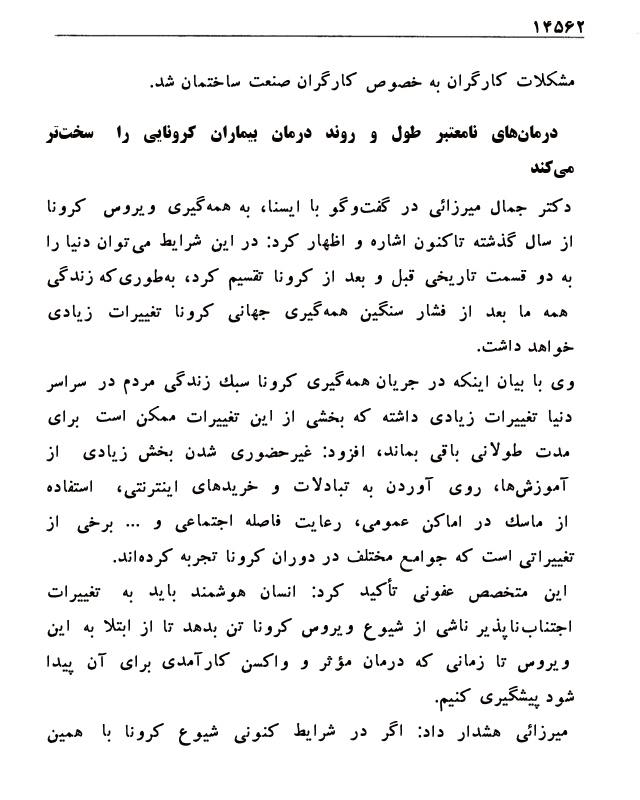 ۱۴۵۶۲
مشکلات کارگران به خصوص کارگران صنعت ساختمان شد.
درمان‌های نامعتبر طول و روند درمان بیماران کرونایی را سخت‌تر
می‌کند
دکتر جمال میرزائی در گفت‌وگو با ایسنا، به همه‌گیری ویروس کرونا
از سال گذشته تاکنون اشاره و اظهار کرد: در این شرایط می‌توان دنیا را
به دو قسمت تاریخی قبل و بعد از کرونا تقسیم کرد، به‌طوری‌که زندگی
همه ما بعد از فشار سنگین همه‌گیری جهانی کرونا تغییرات زیادی
خواهد داشت.
وی با بیان اینکه در جریان همه‌گیری کرونا سبك زندگی مردم در سراسر
دنیا تغییرات زیادی داشته که بخشی از این تغییرات ممکن است برای
مدت طولانی باقی بماند، افزود: غیرحضوری شدن بخش زیادی از
آموزش‌ها، روی آوردن به تبادلات و خریدهای اینترنتی، استفاده
از ماسك در اماکن عمومی، رعایت فاصله اجتماعی و ... برخی از
تغییراتی است که جوامع مختلف در دوران کرونا تجربه کرده‌اند.
این متخصص عفونی تأکید کرد: انسان هوشمند باید به تغییرات
اجتناب‌ناپذیر ناشی از شیوع ویروس کرونا تن بدهد تا از ابتلا به این
ویروس تا زمانی که درمان مؤثر و واکسن کارآمدی برای آن پیدا
شود پیشگیری کنیم.
میرزائی هشدار داد: اگر در شرایط کنونی شیوع کرونا با همین